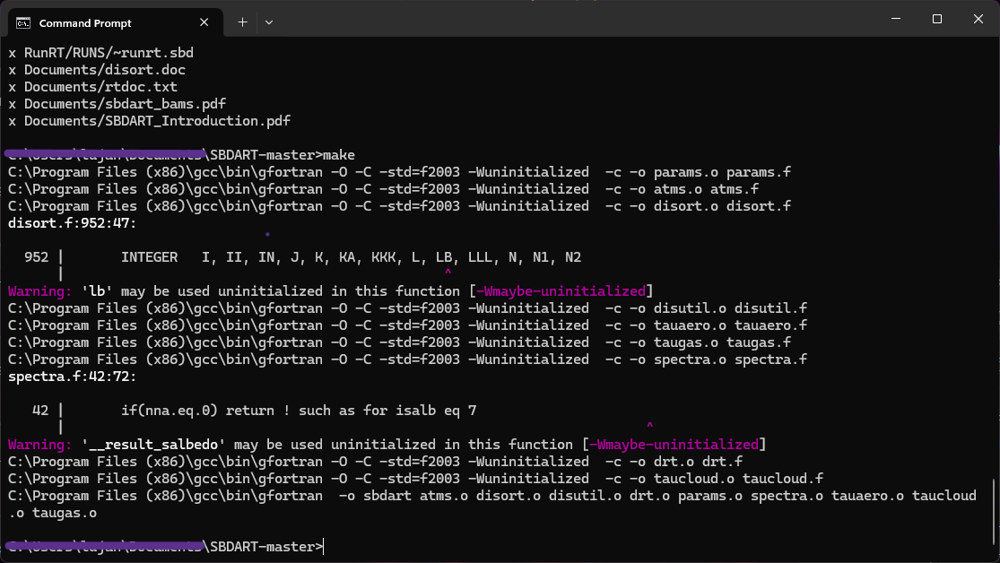 Command Prompt
x RunRT/RUNS/~runrt.sbd
x Documents/disort.doc
x Documents/rtdoc.txt
x Documents/sbdart_bams.pdf
x Documents/SBDART_Introduction.pdf
\SBDART-master>make
C:\Program Files (x86)\gcc\bin\gfortran -O -C -std=f2003 -Wuninitialized  -c -o params.o params.f
C:\Program Files (x86)\gcc\bin\gfortran -O -C -std=f2003 -Wuninitialized  -c -o atms.o atms.f
C:\Program Files (x86)\gcc\bin\gfortran -O -C -std=f2003 -Wuninitialized  -c -o disort.o disort.f
disort.f:952:47:
952 |       INTEGER   I, II, IN, J, K, KA, KKK, L, LB, LLL, N, N1, N2
|                                               ^
Warning: 'lb' may be used uninitialized in this function [-Wmaybe-uninitialized]
C:\Program Files (x86)\gcc\bin\gfortran -O -C -std=f2003 -Wuninitialized  -c -o disutil.o disutil.f
C:\Program Files (x86)\gcc\bin\gfortran -O -C -std=f2003 -Wuninitialized  -c -o tauaero.o tauaero.f
C:\Program Files (x86)\gcc\bin\gfortran -O -C -std=f2003 -Wuninitialized  -c -o taugas.o taugas.f
C:\Program Files (x86)\gcc\bin\gfortran -O -C -std=f2003 -Wuninitialized  -c -o spectra.o spectra.f
spectra.f:42:72:
42 |       if(nna.eq.0) return ! such as for isalb eq 7
|                                                                        ^
Warning: '__result_salbedo' may be used uninitialized in this function [-Wmaybe-uninitialized]
C:\Program Files (x86)\gcc\bin\gfortran -O -C -std=f2003 -Wuninitialized  -c -o drt.o drt.f
C:\Program Files (x86)\gcc\bin\gfortran -O -C -std=f2003 -Wuninitialized  -c -o taucloud.o taucloud.f
C:\Program Files (x86)\gcc\bin\gfortran  -o sbdart atms.o disort.o disutil.o drt.o params.o spectra.o tauaero.o taucloud
.o taugas.o
\SBDART-master>